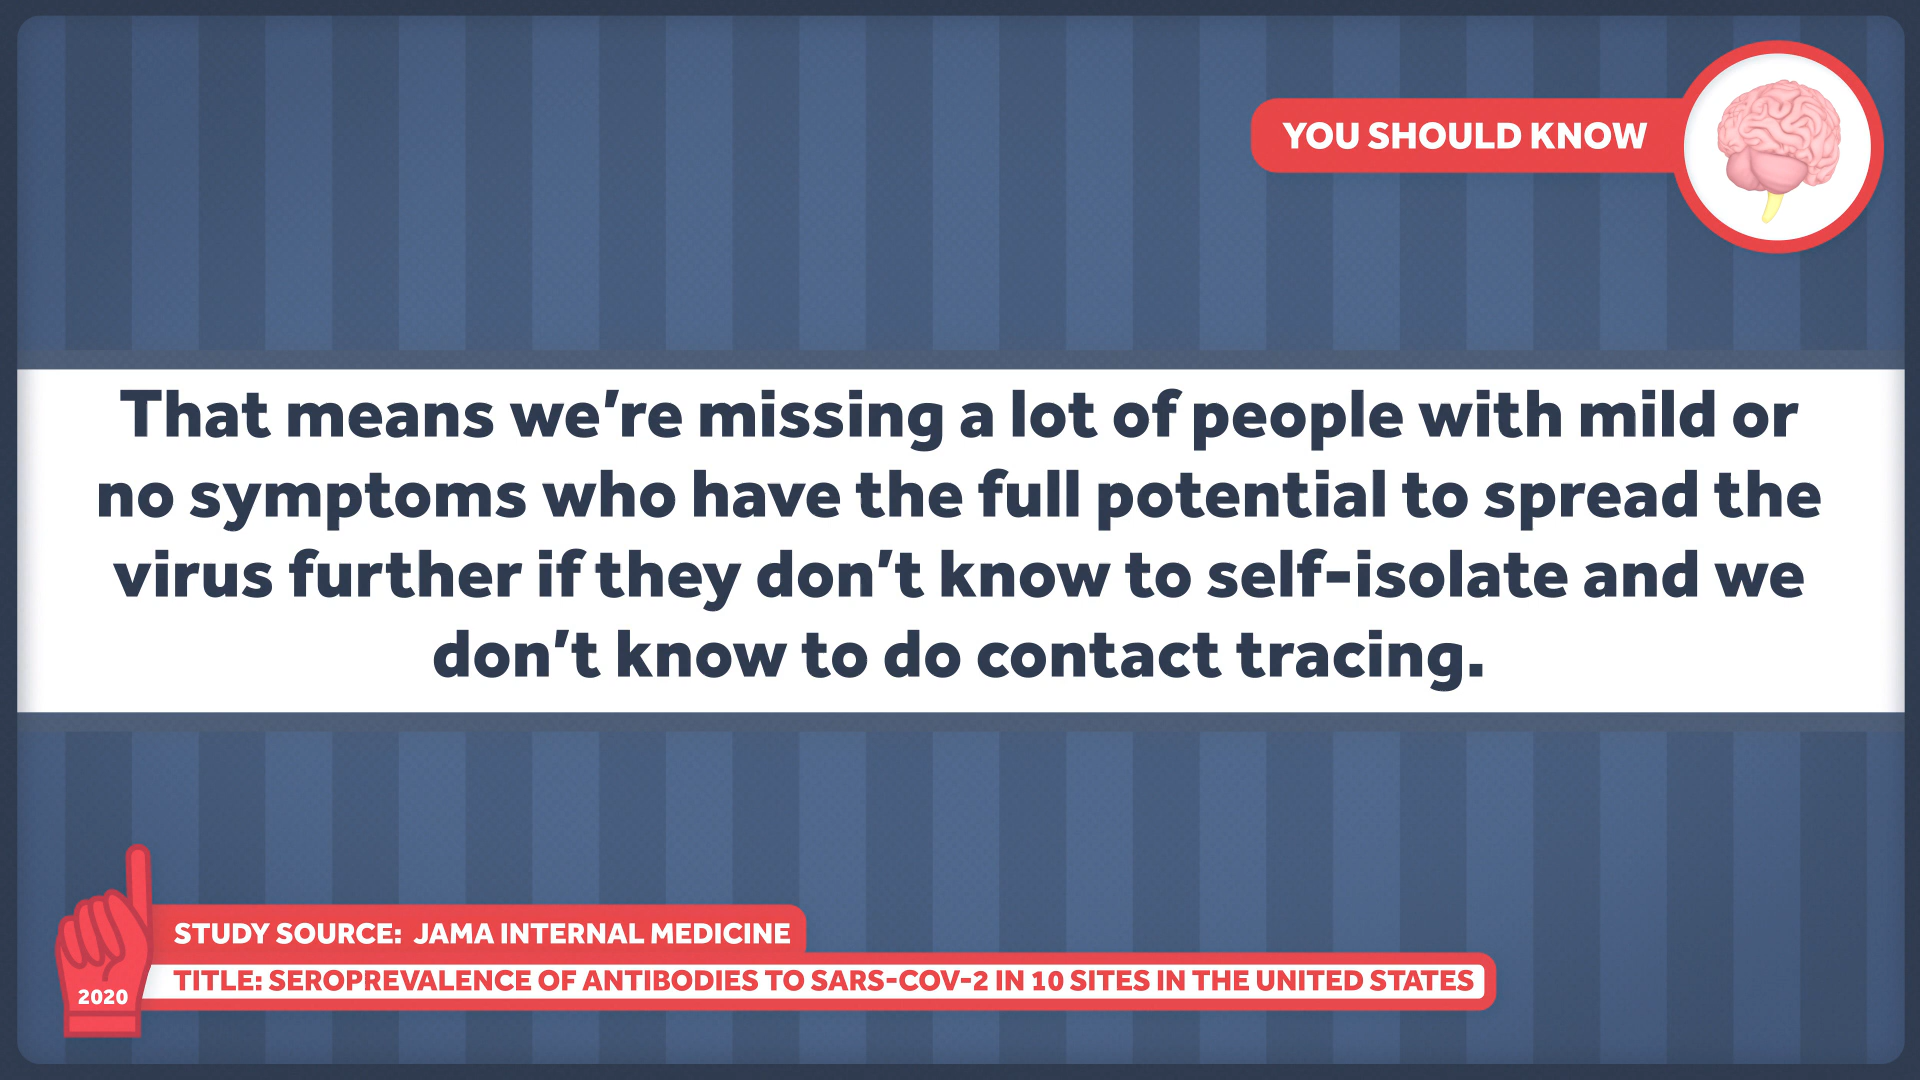 YOU SHOULD KNOW
That means we’re missing a lot of people with mild or
no symptoms who have the full potential to spread the
virus further if they don’t know to self-isolate and we
don’t know to do contact tracing.
STUDY SOURCE: JAMA INTERNAL MEDICINE
TITLE: SEROPREVALENCE OF ANTIBODIES TO SARS-COV-2 IN 10 SITES IN THE UNITED STATES
2020